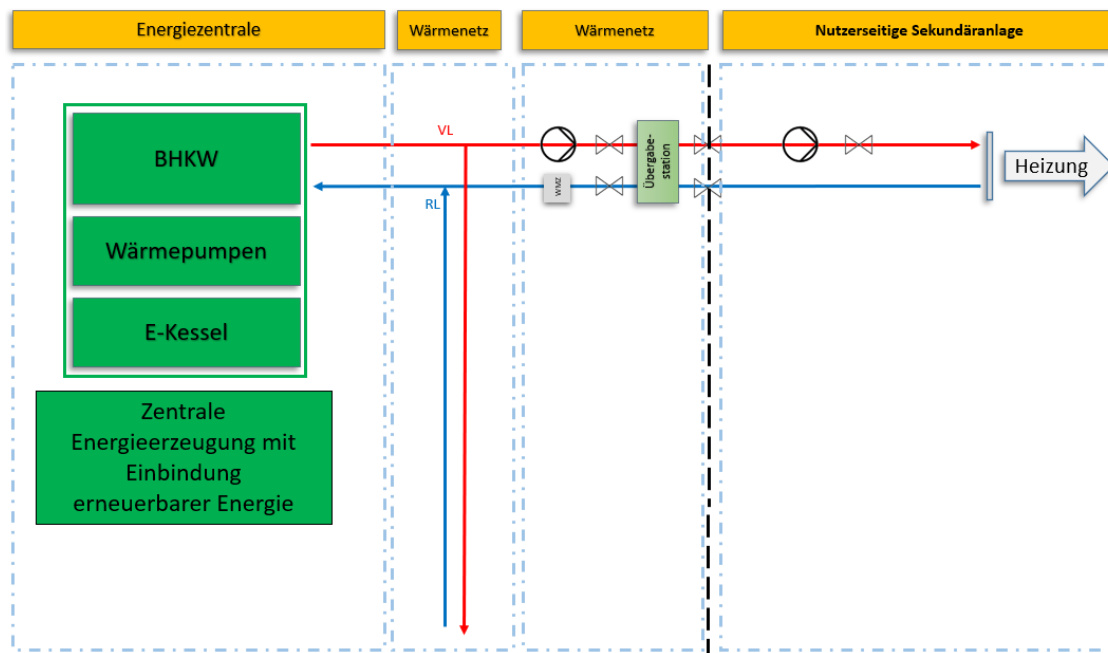 Energiezentrale
Wärmenetz
Wärmenetz
Nutzerseitige Sekundäranlage
BHKW
Wärmepumpen
E-Kessel
Zentrale
Energieerzeugung mit
Einbindung
erneuerbarer Energie
VL
RL
WMZ
Übergabe-
station
Heizung